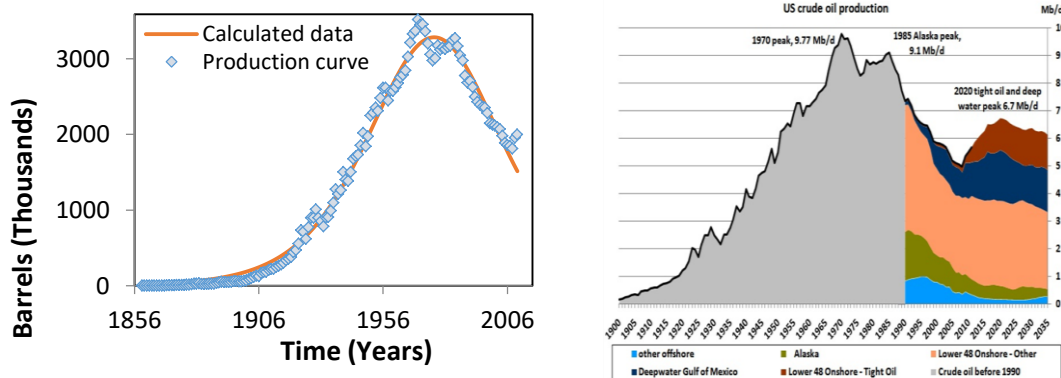 Calculated data
Production curve
3000
2000
1000
0
1856
1906
1956
2006
Barrels (Thousands)
Time (Years)
US crude oil production
Mb/d
1970 peak, 9.77 Mb/d
1985 Alaska peak,
9.1 Mb/d
2020 tight oil and deep
water peak 6.7 Mb/d
10
9
8
7
6
5
4
3
2
1
0
1900
1905
1910
1915
1920
1925
1930
1935
1940
1945
1950
1955
1960
1965
1970
1975
1980
1985
1990
1995
2000
2005
2010
2015
2020
2025
2030
2035
other offshore
Alaska
Lower 48 Onshore - Other
Deepwater Gulf of Mexico
Lower 48 Onshore - Tight Oil
Crude oil before 1990